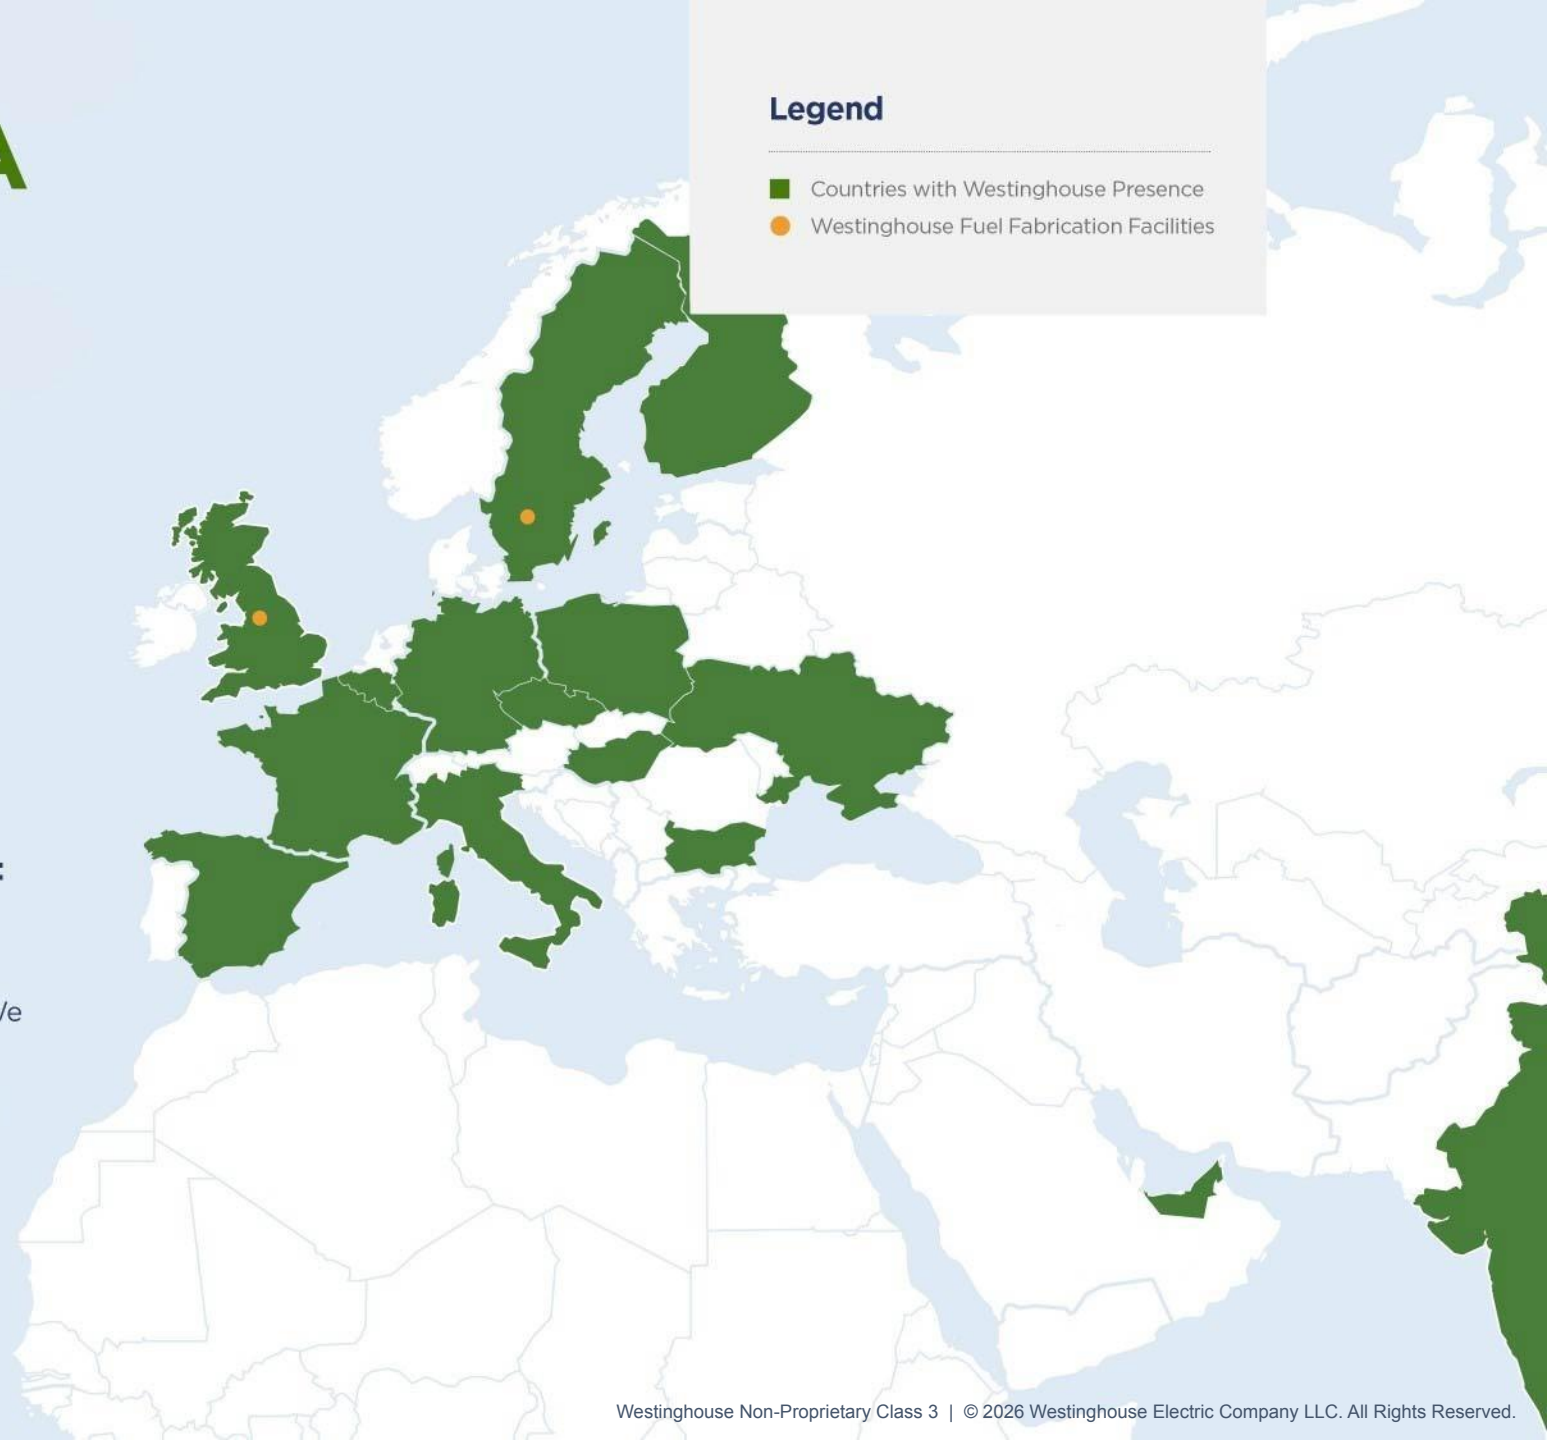 A
Legend
Countries with Westinghouse Presence
Westinghouse Fuel Fabrication Facilities
:
/e
Westinghouse Non-Proprietary Class 3 | © 2026 Westinghouse Electric Company LLC. All Rights Reserved.